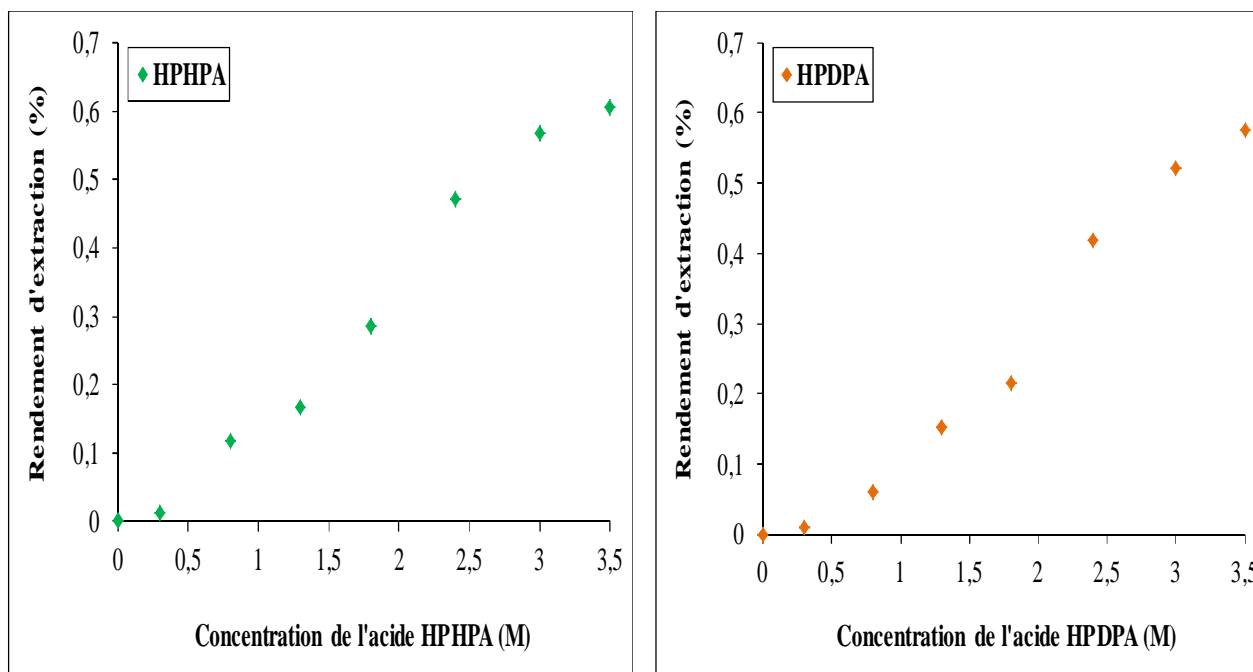 HPHPA
Rendement d'extraction (%)
0,7
0,6
0,5
0,4
0,3
0,2
0,1
0
0 0,5 1 1,5 2 2,5 3 3,5
Concentration de l'acide HPHPA (M)
HPDPA
Rendement d'extraction (%)
0,7
0,6
0,5
0,4
0,3
0,2
0,1
0
0 0,5 1 1,5 2 2,5 3 3,5
Concentration de l'acide HPDPA (M)